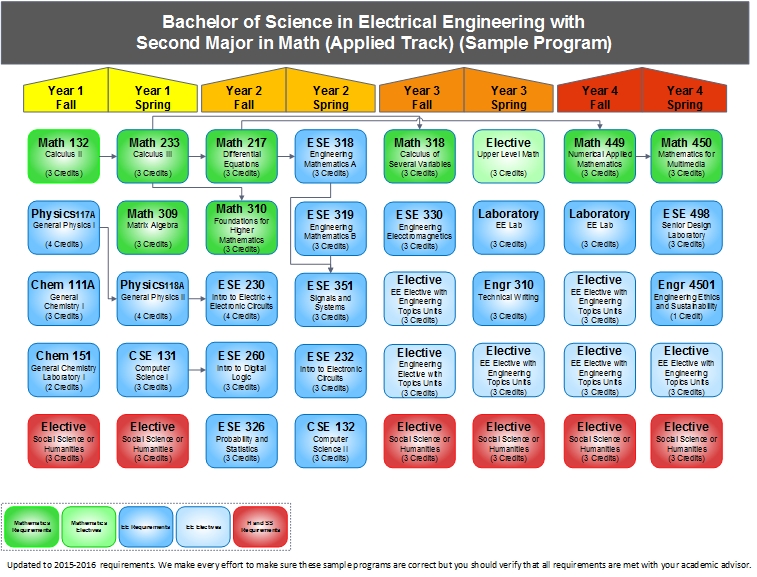 Bachelor of Science in Electrical Engineering with
Second Major in Math (Applied Track) (Sample Program)
Year 1
Fall
Year 1
Spring
Year 2
Fall
Year 2
Spring
Year 3
Fall
Year 3
Spring
Year 4
Fall
Year 4
Spring
Math 132
Calculus II
(3 Credits)
Math 233
Calculus III
(3 Credits)
Math 217
Differential
Equations
(3 Credits)
ESE 318
Engineering
Mathematics A
(3 Credits)
Math 318
Calculus of
Several Variables
(3 Credits)
Elective
Upper Level Math
(3 Credits)
Math 449
Numerical Applied
Mathematics
(3 Credits)
Math 450
Mathematics for
Multimedia
(3 Credits)
Physics117A
General Physics I
(4 Credits)
Math 309
Matrix Algebra
(3 Credits)
Math 310
Foundations for
Higher
Mathematics
(3 Credits)
ESE 319
Engineering
Mathematics B
(3 Credits)
ESE 330
Engineering
Electromagnetics
(3 Credits)
Laboratory
EE Lab
(3 Credits)
Laboratory
EE Lab
(3 Credits)
ESE 498
Senior Design
Laboratory
(3 Credits)
Chem 111A
General
Chemistry I
(3 Credits)
Physics118A
General Physics II
(4 Credits)
ESE 230
Intro to Electric +
Electronic Circuits
(4 Credits)
ESE 351
Signals and
Systems
(3 Credits)
Elective
EE Elective with
Engineering
Topics Units
(3 Credits)
Engr 310
Technical Writing
(3 Credits)
Elective
EE Elective with
Engineering
Topics Units
(3 Credits)
Engr 4501
Engineering Ethics
and Sustainability
(1 Credit)
Chem 151
General Chemistry
Laboratory I
(2 Credits)
CSE 131
Computer
Science I
(3 Credits)
ESE 260
Intro to Digital
Logic
(3 Credits)
ESE 232
Intro to Electronic
Circuits
(3 Credits)
Elective
Engineering
Elective with
Topics Units
(3 Credits)
Elective
EE Elective with
Engineering
Topics Units
(3 Credits)
Elective
EE Elective with
Engineering
Topics Units
(3 Credits)
Elective
EE Elective with
Engineering
Topics Units
(3 Credits)
Elective
Social Science or
Humanities
(3 Credits)
Elective
Social Science or
Humanities
(3 Credits)
ESE 326
Probability and
Statistics
(3 Credits)
CSE 132
Computer
Science II
(3 Credits)
Elective
Social Science or
Humanities
(3 Credits)
Elective
Social Science or
Humanities
(3 Credits)
Elective
Social Science or
Humanities
(3 Credits)
Elective
Social Science or
Humanities
(3 Credits)
Mathematics
Requirements
Mathematics
Electives
EE Requirements
EE Electives
H and SS
Requirements
Updated to 2015-2016 requirements. We make every effort to make sure these sample programs are correct but you should verify that all requirements are met with your academic advisor.